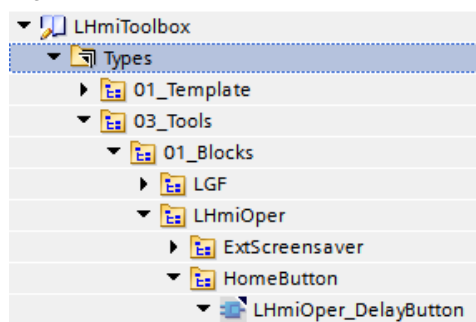 LHmiToolbox
Types
01_Template
03_Tools
01_Blocks
LGF
LHmiOper
ExtScreensaver
HomeButton
LHmiOper_DelayButton